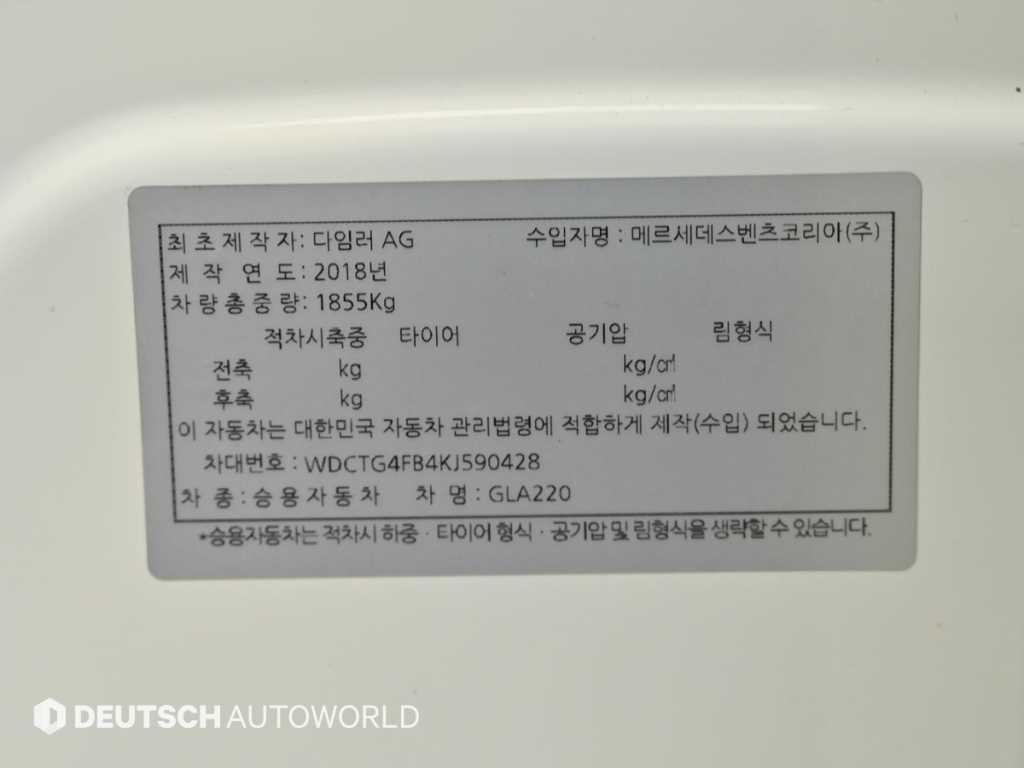 최초제작자: 다임러 AG 수입자명 : 메르세데스벤츠코리아(주)
제 작 연 도 : 2018년
차량총중량: 1855Kg
적차시축중 타이어 공기압 림형식
전축 kg kg/㎠
후축 kg kg/㎠
이 자동차는 대한민국 자동차 관리법령에 적합하게 제작(수입) 되었습니다.
차대번호 : WDCTG4FB4KJ590428
차 종 : 승용자동차 차 명 : GLA220
*승용자동차는 적차시 하중 · 타이어 형식 · 공기압 및 림형식을 생략할 수 있습니다.
DEUTSCH AUTOWORLD